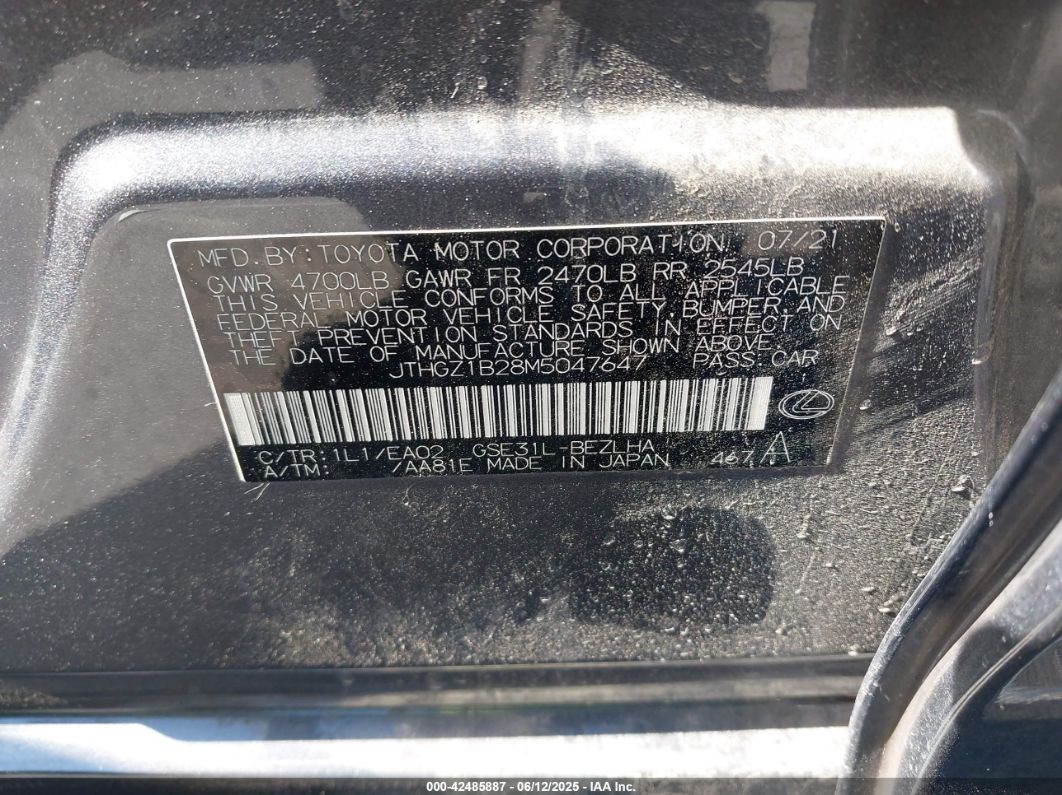 MFD.BY:TOYOTA MOTOR CORPORATION 07/21
GVWR 4700LB GAWR FR 2470LB RR 2545LB
THIS VEHICLE CONFORMS TO ALL APPLICABLE
FEDERAL MOTOR VEHICLE SAFETY,BUMPER,AND
THEFT PREVENTION STANDARDS IN EFFECT ON
THE DATE OF MANUFACTURE SHOWN ABOVE.
JTHGZ1B28M5047647 PASS.CAR
C/TR:1L1/EA02 GSE31L-BEZLHA
A/TM: /AA81E MADE IN JAPAN 467 A
000-42485887 - 06/12/2025 - IAA Inc.